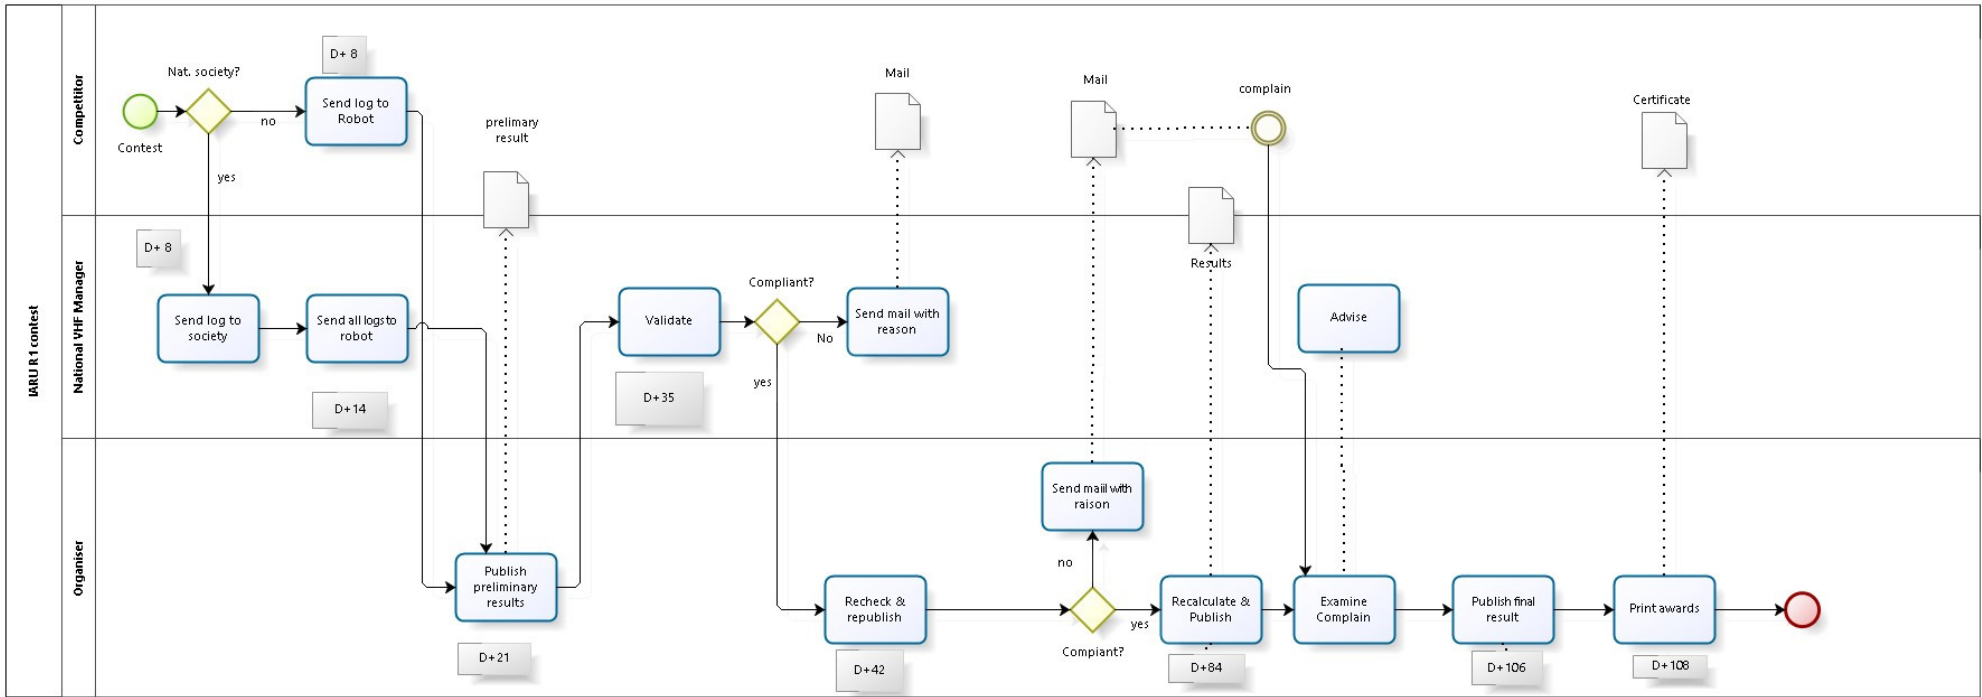 IARU R1 contest
Compettitor
National VHF Manager
Organiser
Contest
Nat. society?
no
yes
D+ 8
Send log to
Robot
prelimary
result
Mail
Mail
complain
Certificate
D+ 8
Send log to
society
Send all logs to
robot
D+14
Validate
D+35
Compliant?
No
yes
Send mail with
reason
Results
Advise
Publish
preliminary
results
D+21
Recheck &
republish
D+42
Send maill with
raison
no
yes
Compiant?
Recalculate &
Publish
D+84
Examine
Complain
Publish final
result
D+106
Print awards
D+108